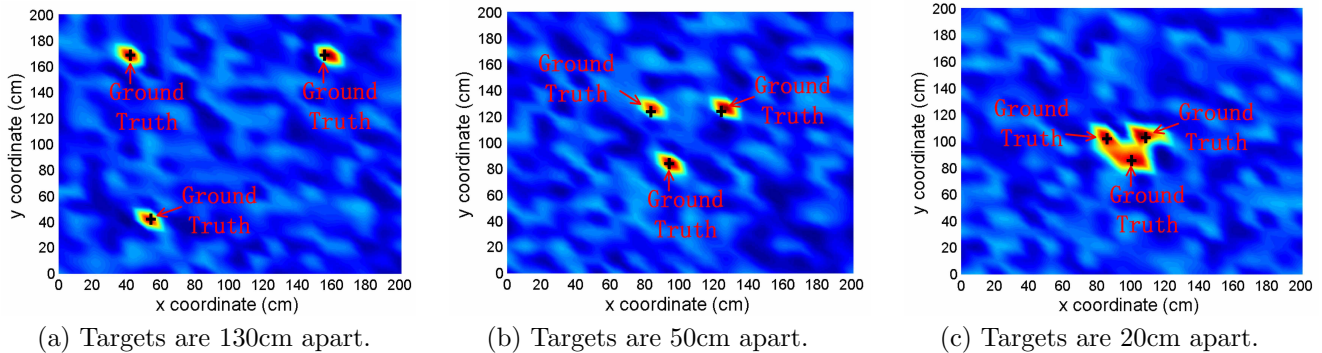 200
180
160
140
120
100
80
60
40
20
0
y coordinate (cm)
Ground
Truth
Ground
Truth
Ground
Truth
0 20 40 60 80 100 120 140 160 180 200
x coordinate (cm)
(a) Targets are 130cm apart.
200
180
160
140
120
100
80
60
40
20
0
y coordinate (cm)
Ground
Truth
Ground
Truth
Ground
Truth
0 20 40 60 80 100 120 140 160 180 200
x coordinate (cm)
(b) Targets are 50cm apart.
200
180
160
140
120
100
80
60
40
20
0
y coordinate (cm)
Ground
Truth
Ground
Truth
Ground
Truth
0 20 40 60 80 100 120 140 160 180 200
x coordinate (cm)
(c) Targets are 20cm apart.